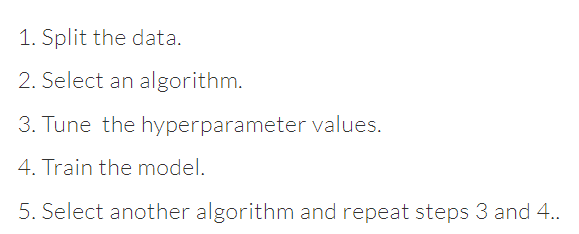 1. Split the data.
2. Select an algorithm.
3. Tune  the hyperparameter values.
4. Train the model.
5. Select another algorithm and repeat steps 3 and 4..